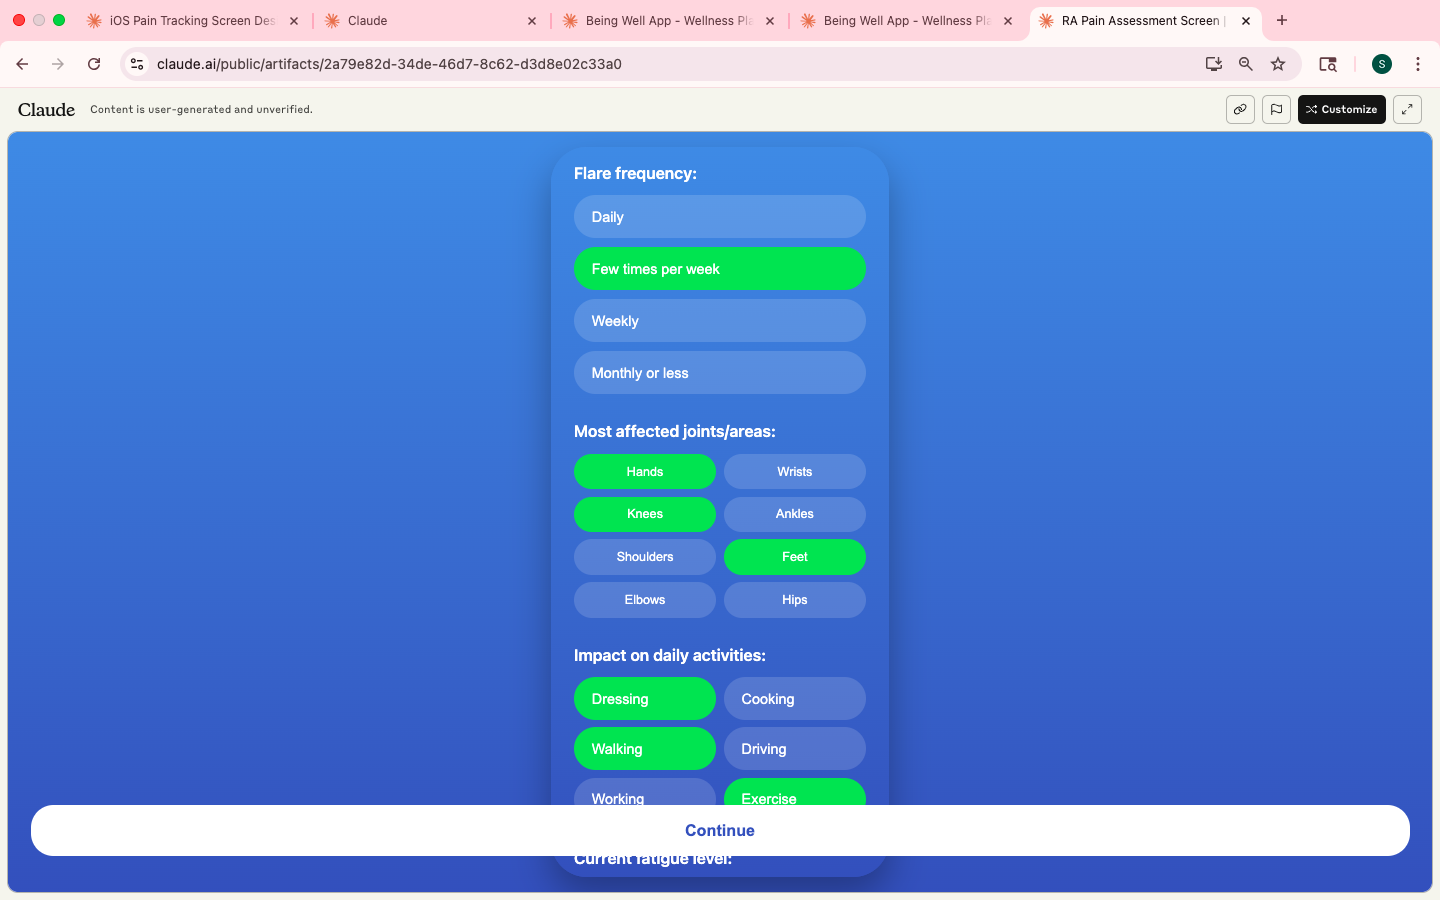 iOS Pain Tracking Screen Des
Claude
Being Well App - Wellness Pla
Being Well App - Wellness Pla
RA Pain Assessment Screen |
claude.ai/public/artifacts/2a79e82d-34de-46d7-8c62-d3d8e02c33a0
S
Claude
Content is user-generated and unverified.
Customize
Flare frequency:
Daily
Few times per week
Weekly
Monthly or less
Most affected joints/areas:
Hands
Wrists
Knees
Ankles
Shoulders
Feet
Elbows
Hips
Impact on daily activities:
Dressing
Cooking
Walking
Driving
Working
Exercise
Continue
Current fatigue level: